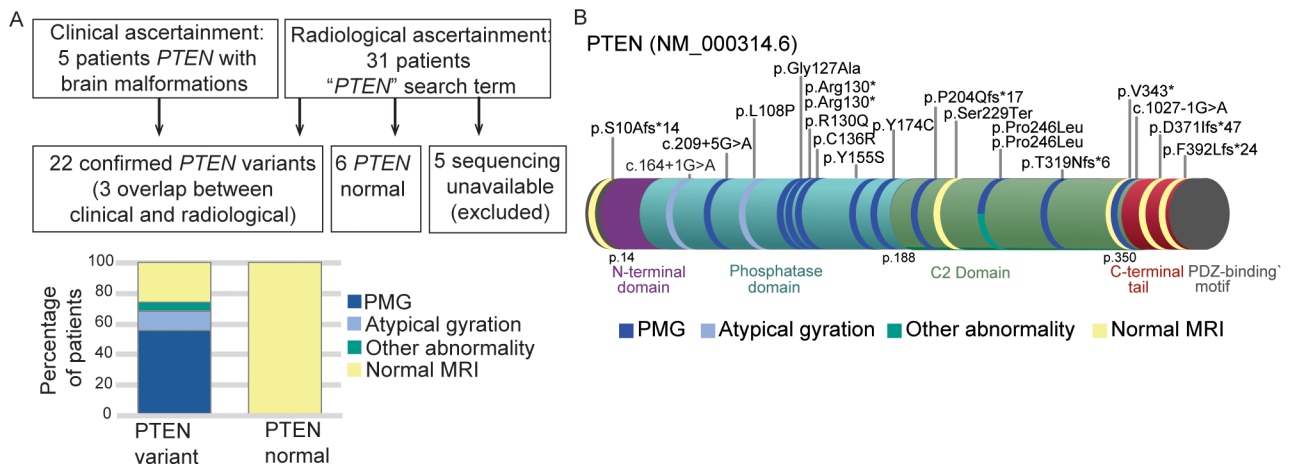 A
Clinical ascertainment:
5 patients PTEN with
brain malformations
Radiological ascertainment:
31 patients
“PTEN” search term
22 confirmed PTEN variants
(3 overlap between
clinical and radiological)
6 PTEN
normal
5 sequencing
unavailable
(excluded)
Percentage
of patients
100
80
60
40
20
0
PTEN
variant
PTEN
normal
PMG
Atypical gyration
Other abnormality
Normal MRI
B
PTEN (NM_000314.6)
p.S10Afs*14
c.164+1G>A
c.209+5G>A
p.L108P
p.Gly127Ala
p.Arg130*
p.Arg130*
p.R130Q
p.C136R
p.Y155S
p.Y174C
p.P204Qfs*17
p.Ser229Ter
p.Pro246Leu
p.Pro246Leu
p.T319Nfs*6
p.V343*
c.1027-1G>A
p.D371Ifs*47
p.F392Lfs*24
p.14
p.188
p.350
N-terminal
domain
Phosphatase
domain
C2 Domain
C-terminal
tail
PDZ-binding`
motif
PMG
Atypical gyration
Other abnormality
Normal MRI